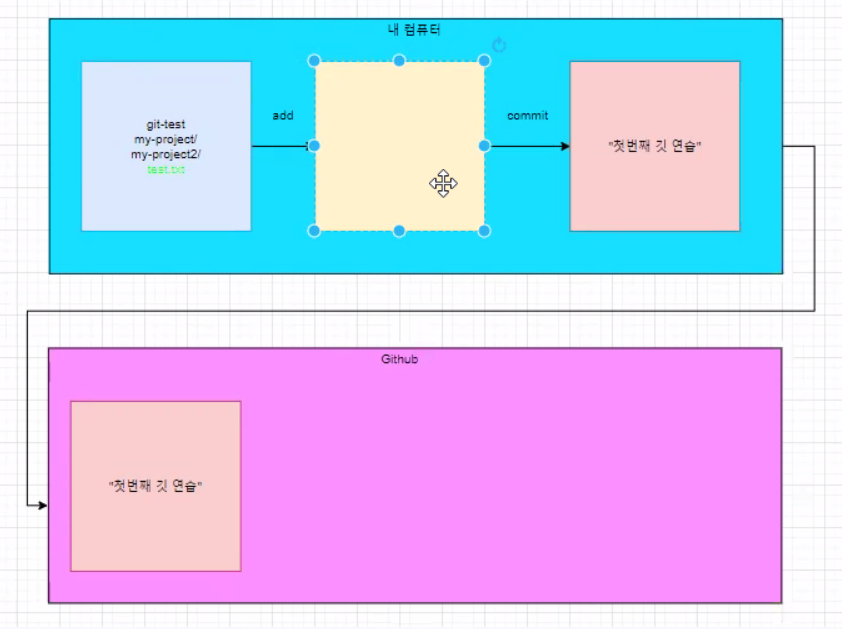 내 컴퓨터
git-test
my-project/
my-project2/
test.txt
add
commit
"첫번째 깃 연습"
Github
"첫번째 깃 연습"